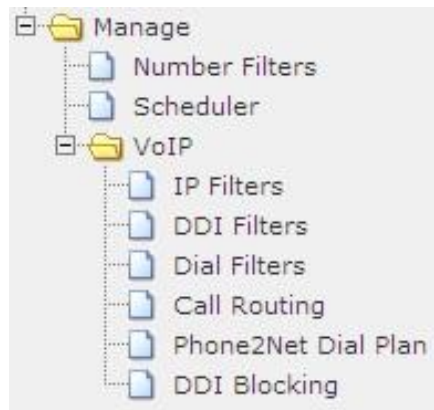 Manage
Number Filters
Scheduler
VoIP
IP Filters
DDI Filters
Dial Filters
Call Routing
Phone2Net Dial Plan
DDI Blocking